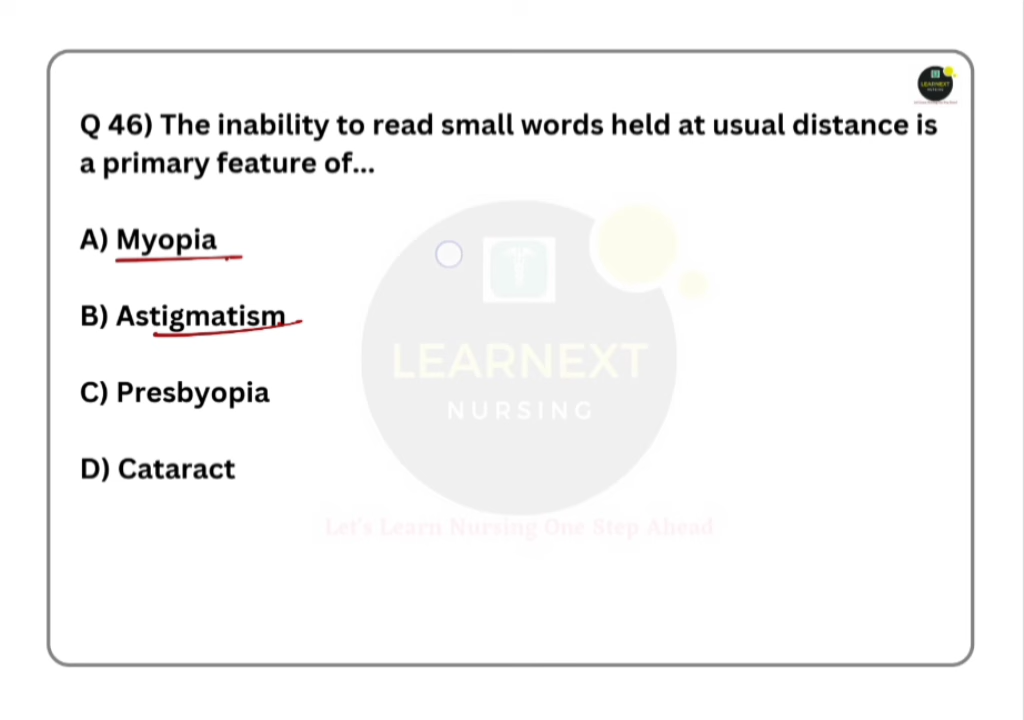 LEARNEXT
Q 46) The inability to read small words held at usual distance is
a primary feature of...
A) Myopia
B) Astigmatism
C) Presbyopia
D) Cataract
LEARNEXT
NURSING
Let's Learn Nursing One Step Ahead